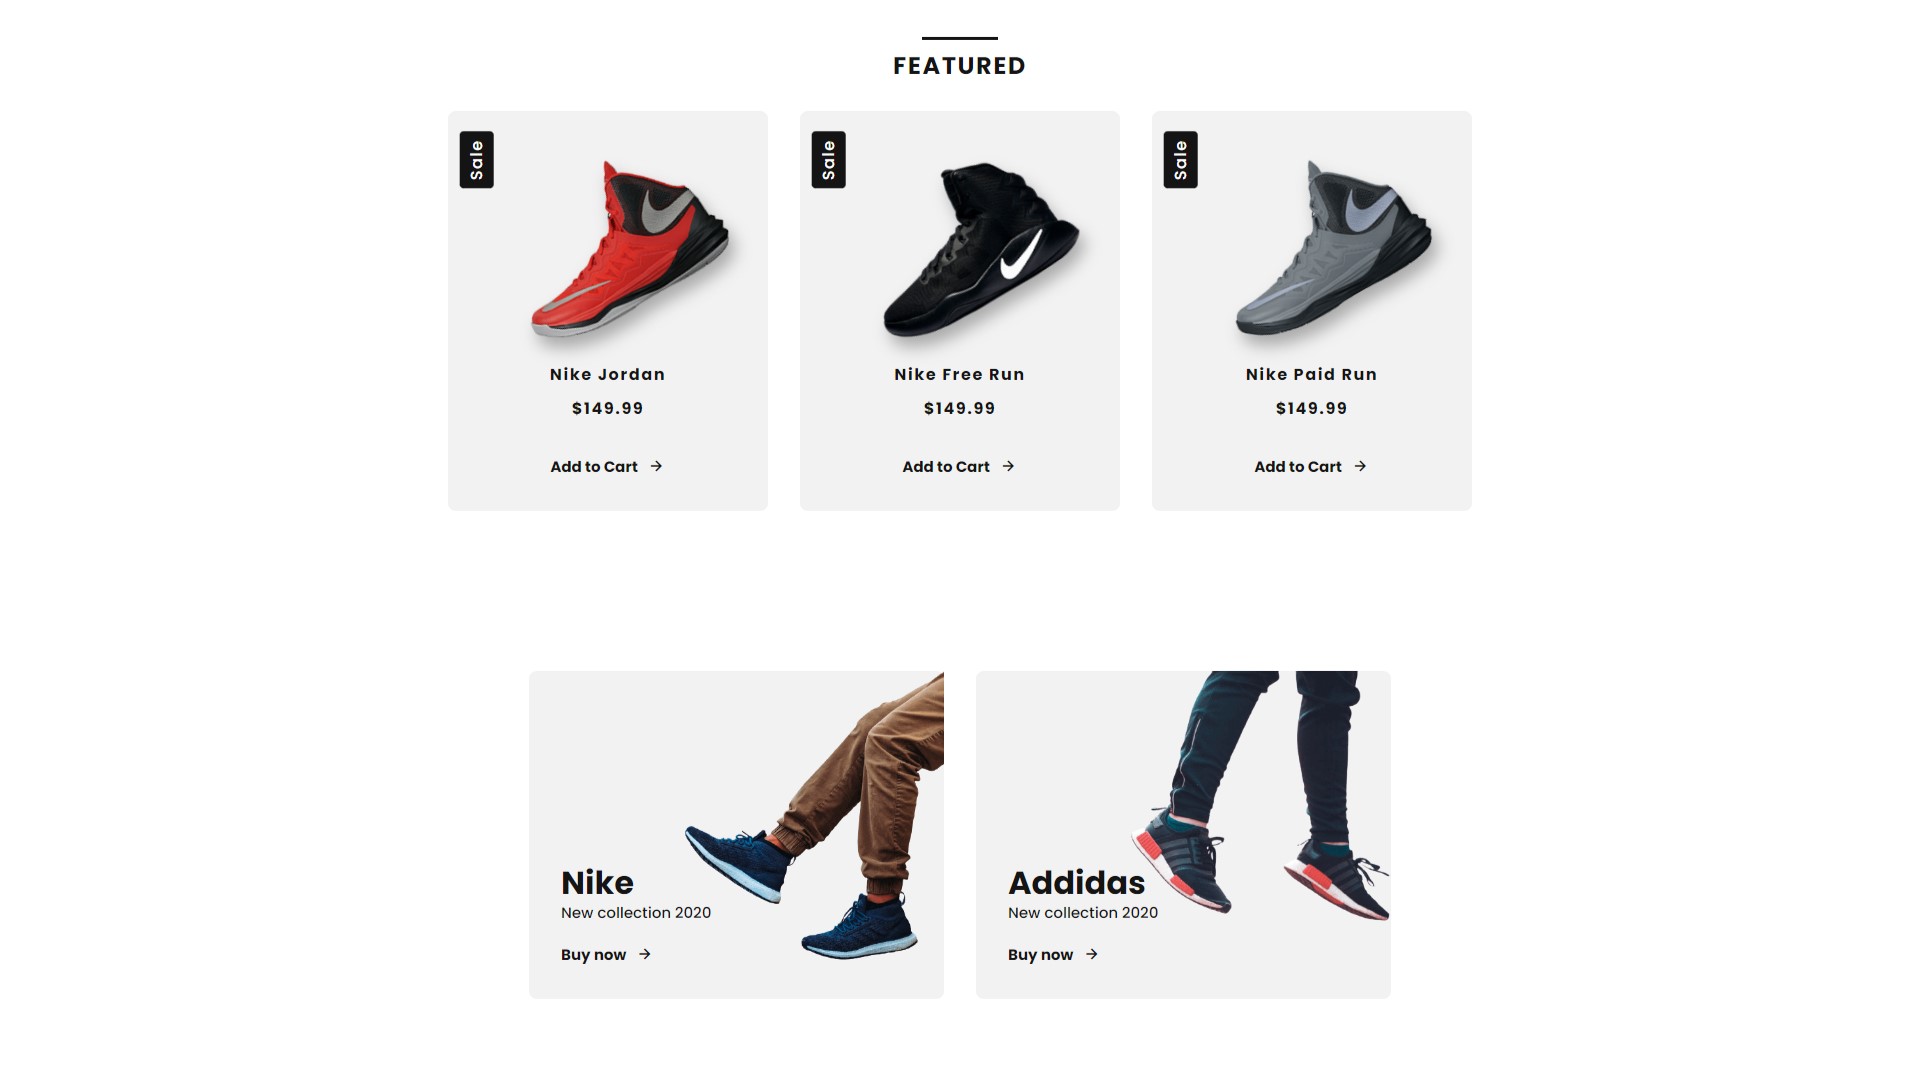 FEATURED
Sale
Nike Jordan
$149.99
Add to Cart
Sale
Nike Free Run
$149.99
Add to Cart
Sale
Nike Paid Run
$149.99
Add to Cart
Nike
New collection 2020
Buy now
Addidas
New collection 2020
Buy now